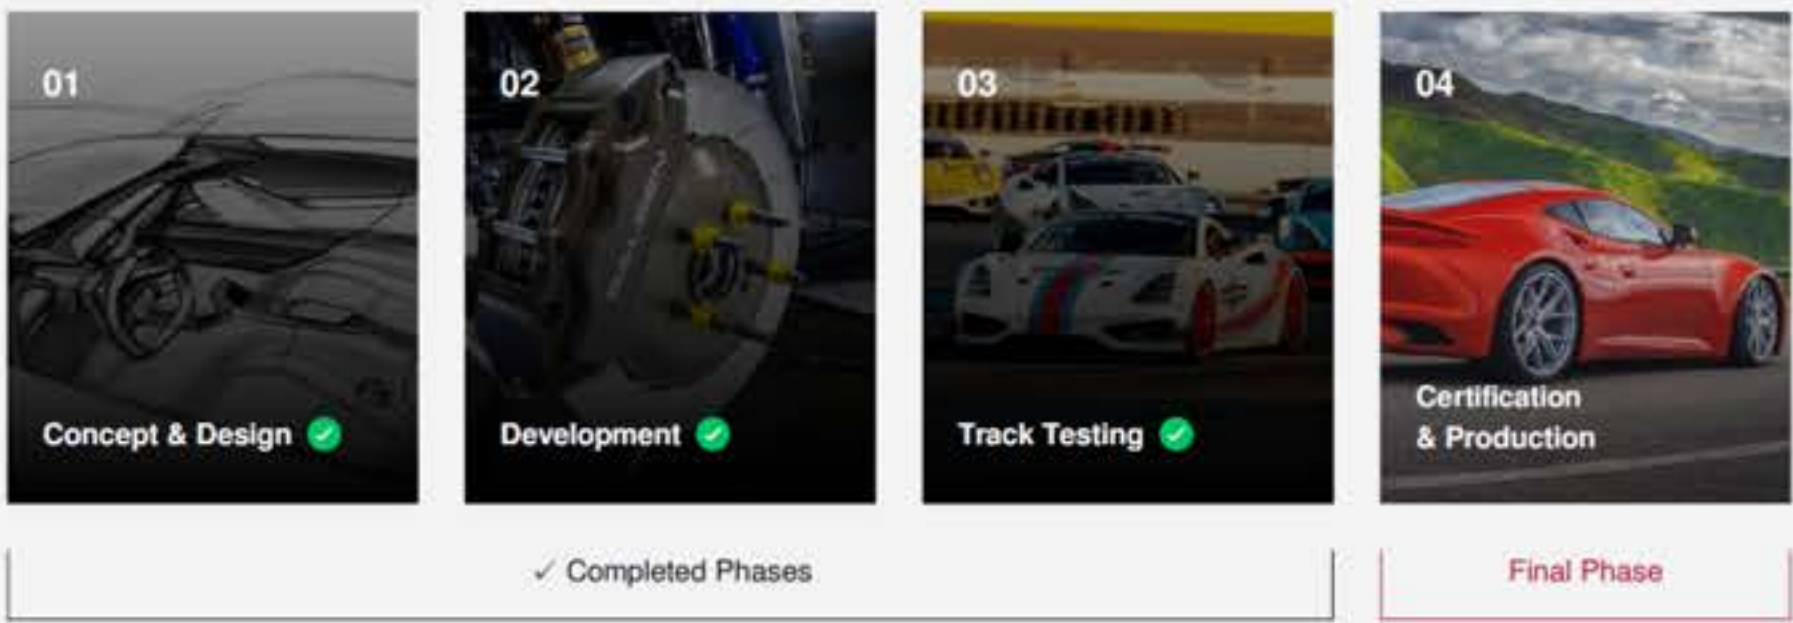 01
02
03
04
Concept & Design
Development
Track Testing
Certification
& Production
✓ Completed Phases
Final Phase